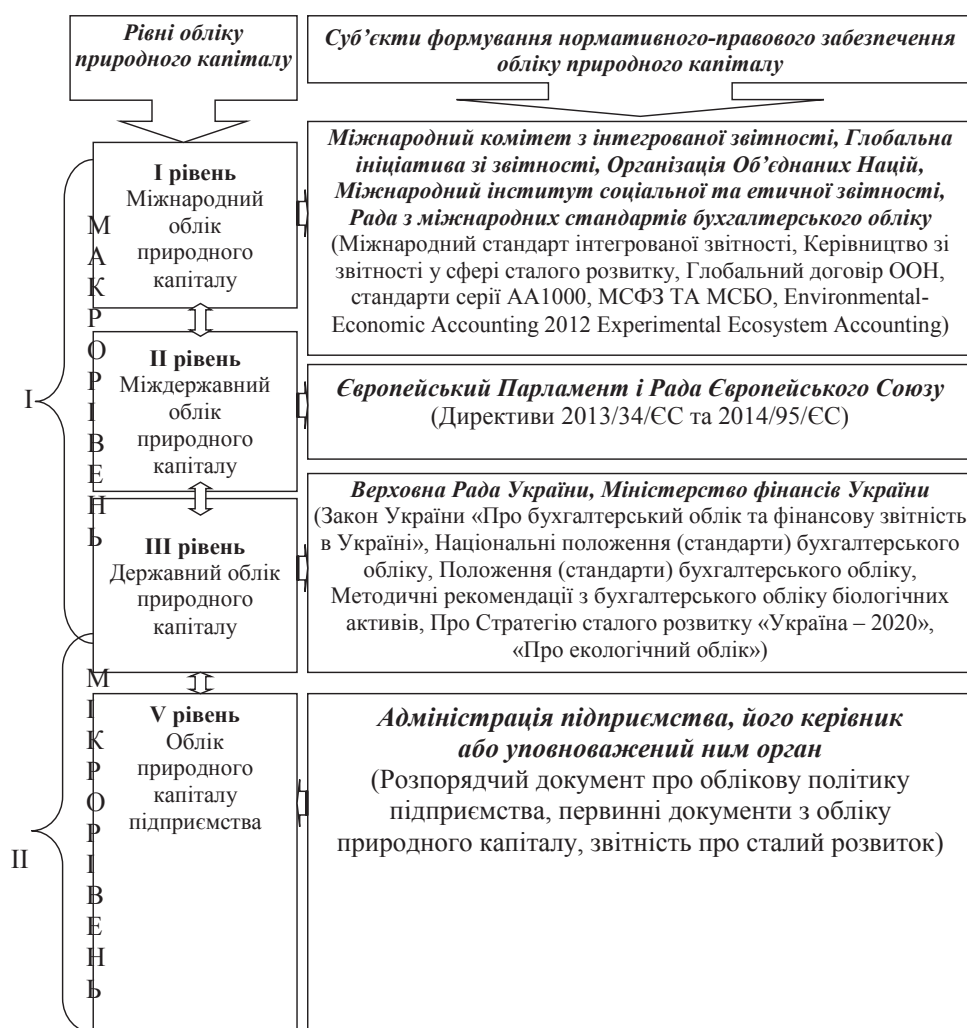 Рівні обліку
природного капіталу
Суб’єкти формування нормативного-правового забезпечення
обліку природного капіталу
I
МАКРОРІВЕНЬ
I рівень
Міжнародний
облік
природного
капіталу
Міжнародний комітет з інтегрованої звітності, Глобальна
ініціатива зі звітності, Організація Об’єднаних Націй,
Міжнародний інститут соціальної та етичної звітності,
Рада з міжнародних стандартів бухгалтерського обліку
(Міжнародний стандарт інтегрованої звітності, Керівництво зі
звітності у сфері сталого розвитку, Глобальний договір ООН,
стандарти серії АА1000, МСФЗ ТА МСБО, Environmental-
Economic Accounting 2012 Experimental Ecosystem Accounting)
II рівень
Міждержавний
облік
природного
капіталу
Європейський Парламент і Рада Європейського Союзу
(Директиви 2013/34/ЄС та 2014/95/ЄС)
III рівень
Державний облік
природного
капіталу
Верховна Рада України, Міністерство фінансів України
(Закон України «Про бухгалтерський облік та фінансову звітність
в Україні», Національні положення (стандарти) бухгалтерського
обліку, Положення (стандарти) бухгалтерського обліку,
Методичні рекомендації з бухгалтерського обліку біологічних
активів, Про Стратегію сталого розвитку «Україна – 2020»,
«Про екологічний облік»)
II
МІКРОРІВЕНЬ
V рівень
Облік
природного
капіталу
підприємства
Адміністрація підприємства, його керівник
або уповноважений ним орган
(Розпорядчий документ про облікову політику
підприємства, первинні документи з обліку
природного капіталу, звітність про сталий розвиток)